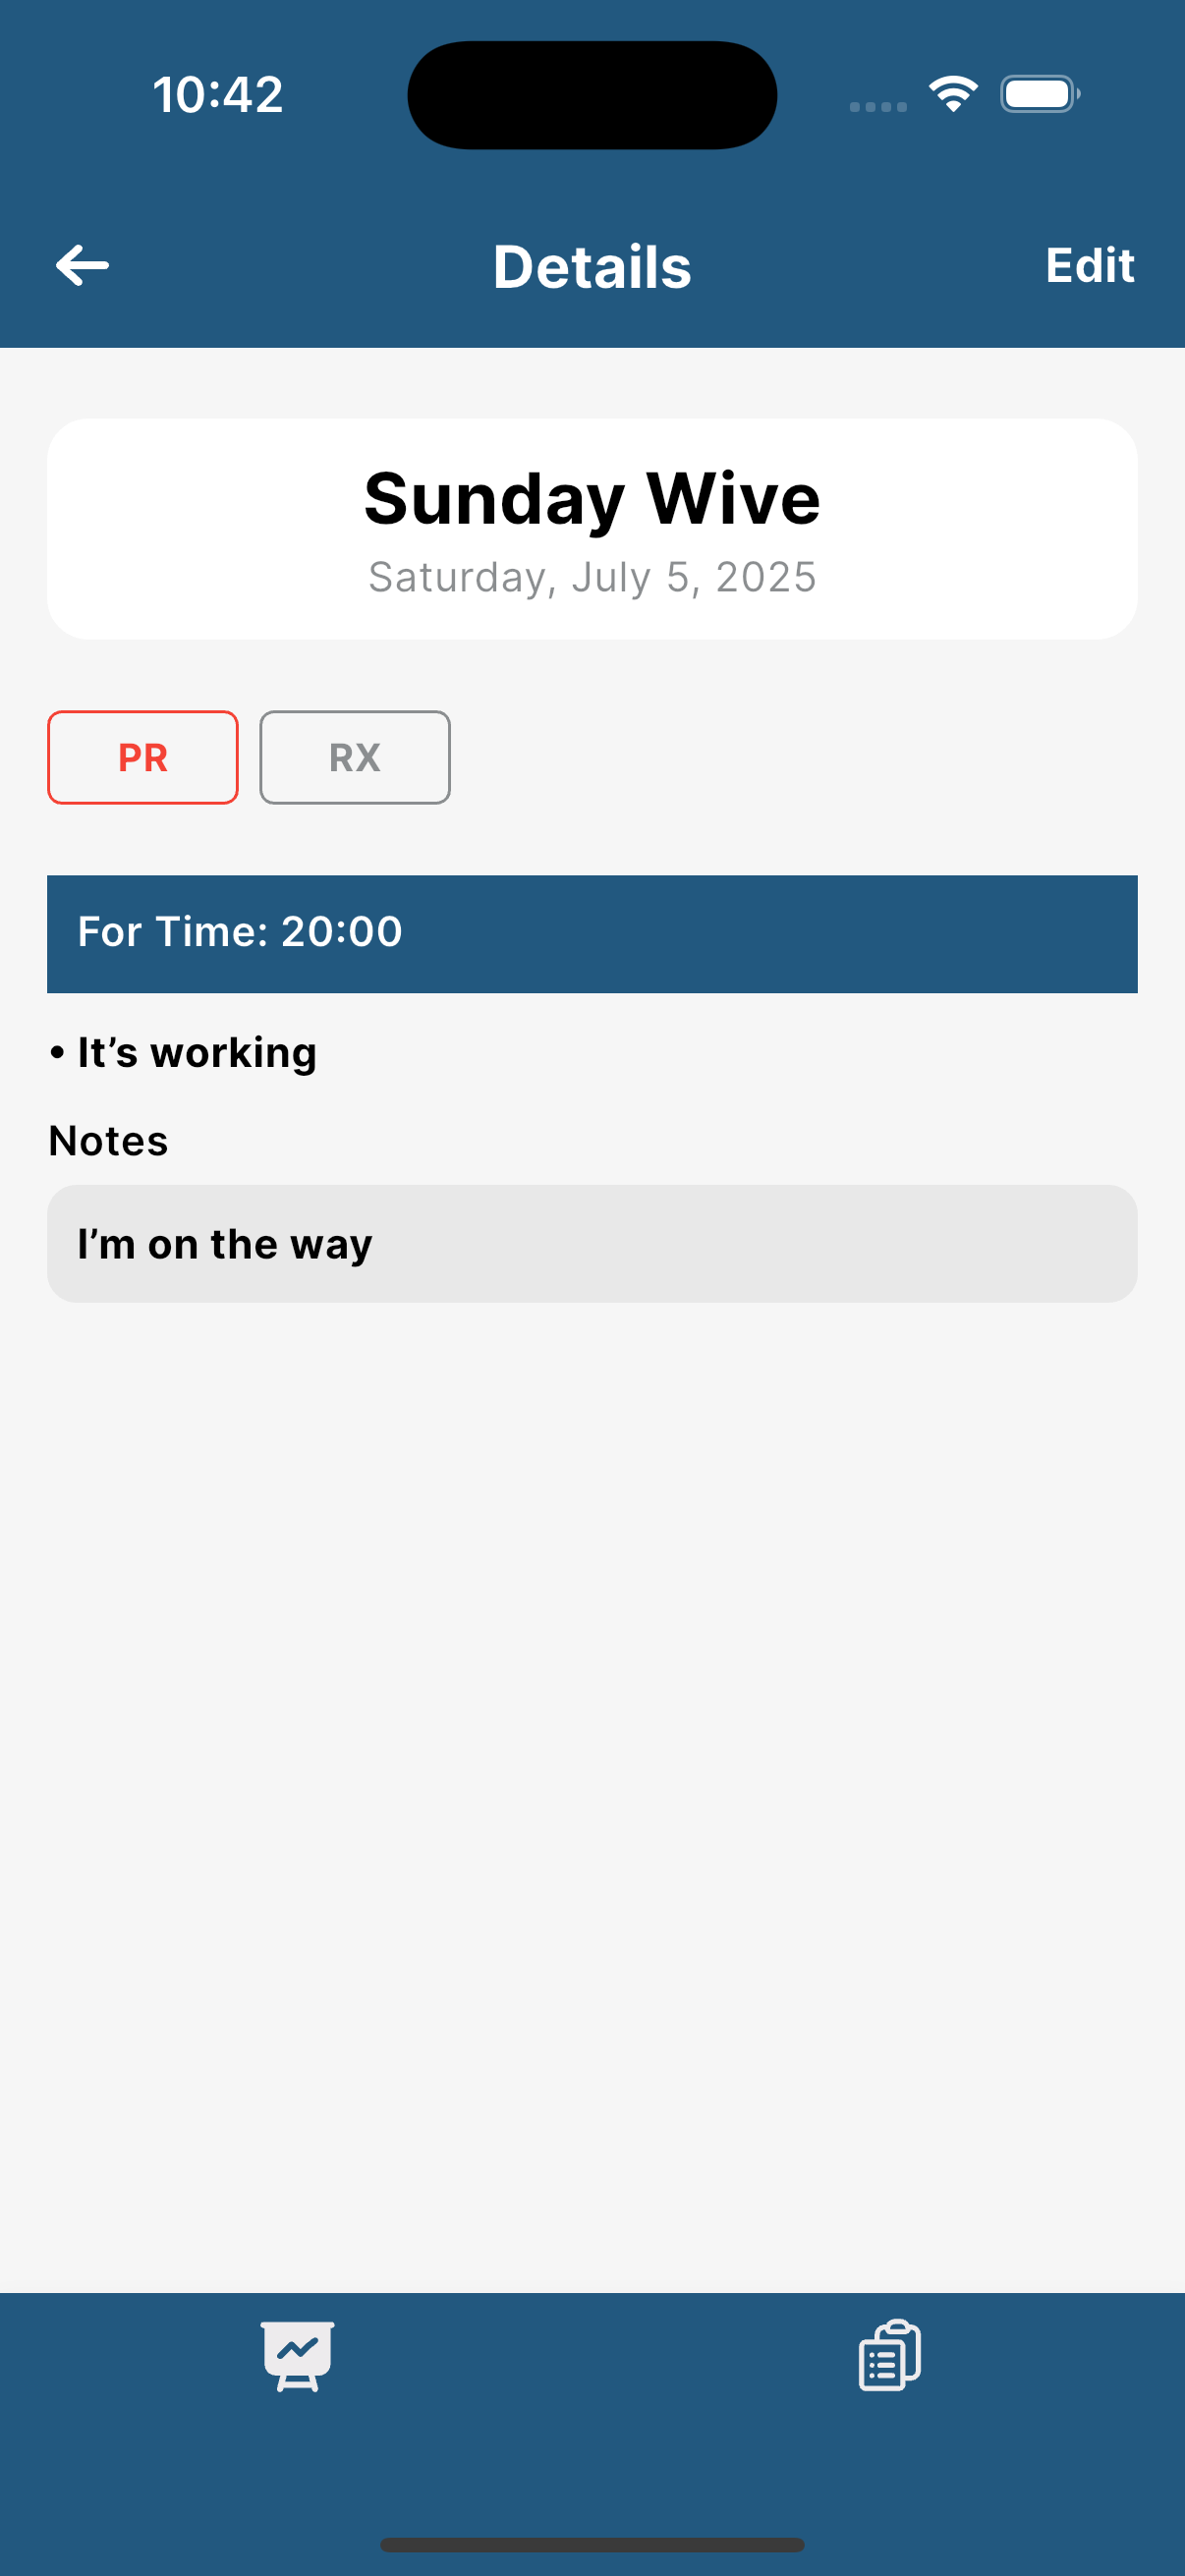 10:42
Details
Edit
Sunday Wive
Saturday, July 5, 2025
PR
RX
For Time: 20:00
• It’s working
Notes
I’m on the way